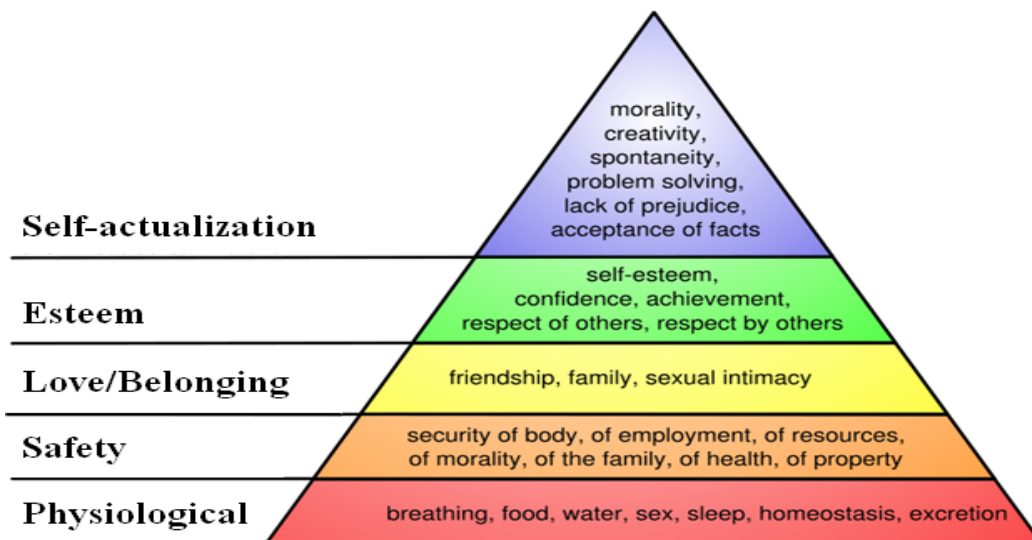 morality,
creativity,
spontaneity,
problem solving,
lack of prejudice,
acceptance of facts
Self-actualization
self-esteem,
confidence, achievement,
respect of others, respect by others
Esteem
friendship, family, sexual intimacy
Love/Belonging
security of body, of employment, of resources,
of morality, of the family, of health, of property
Safety
breathing, food, water, sex, sleep, homeostasis, excretion
Physiological